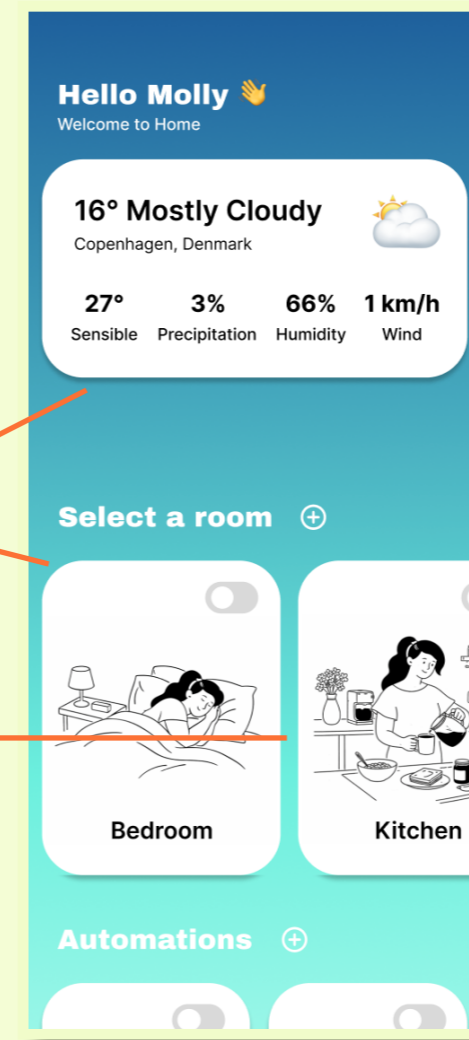 Hello Molly 👋
Welcome to Home
16° Mostly Cloudy
Copenhagen, Denmark
27° 3% 66% 1 km/h
Sensible Precipitation Humidity Wind
Select a room
Bedroom Kitchen
Automations